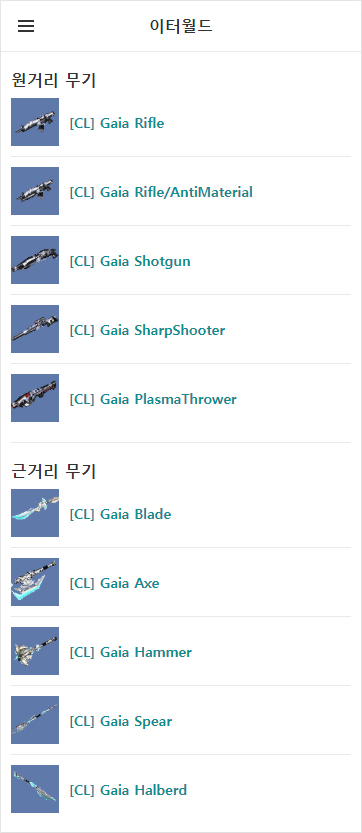 이터월드
원거리 무기
[CL] Gaia Rifle
[CL] Gaia Rifle/AntiMaterial
[CL] Gaia Shotgun
[CL] Gaia SharpShooter
[CL] Gaia PlasmaThrower
근거리 무기
[CL] Gaia Blade
[CL] Gaia Axe
[CL] Gaia Hammer
[CL] Gaia Spear
[CL] Gaia Halberd